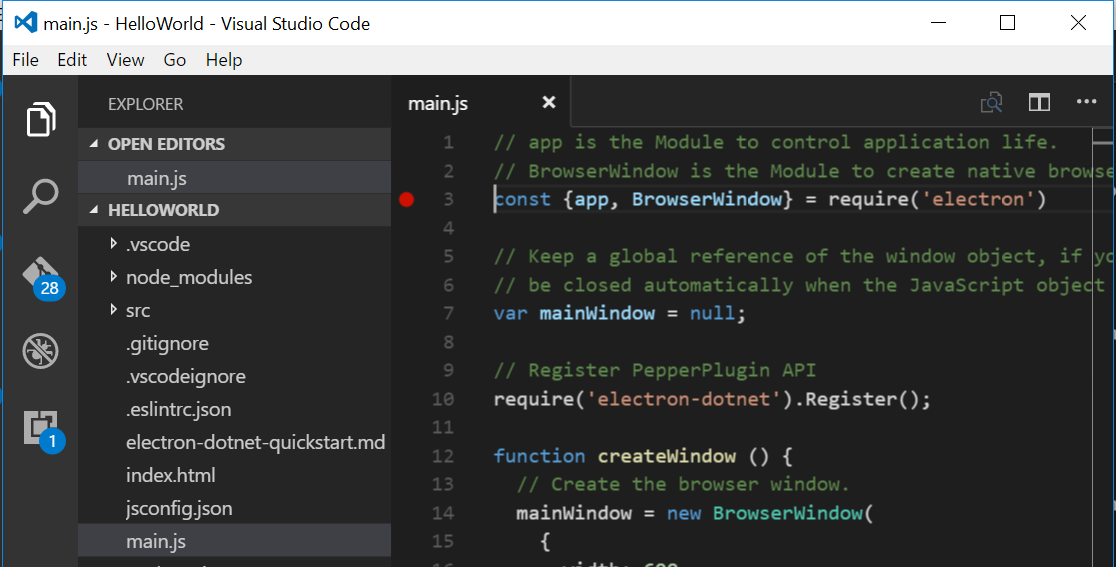 main.js - HelloWorld - Visual Studio Code
File Edit View Go Help
EXPLORER
OPEN EDITORS
main.js
HELLOWORLD
.vscode
node_modules
src
.gitignore
.vscodeignore
.eslintrc.json
electron-dotnet-quickstart.md
index.html
jsconfig.json
main.js
28
1
main.js
1 // app is the Module to control application life.
2 // BrowserWindow is the Module to create native browse
3 const {app, BrowserWindow} = require('electron')
4
5 // Keep a global reference of the window object, if yo
6 // be closed automatically when the JavaScript object
7 var mainWindow = null;
8
9 // Register PepperPlugin API
10 require('electron-dotnet').Register();
11
12 function createWindow () {
13 // Create the browser window.
14 mainWindow = new BrowserWindow(
15 {